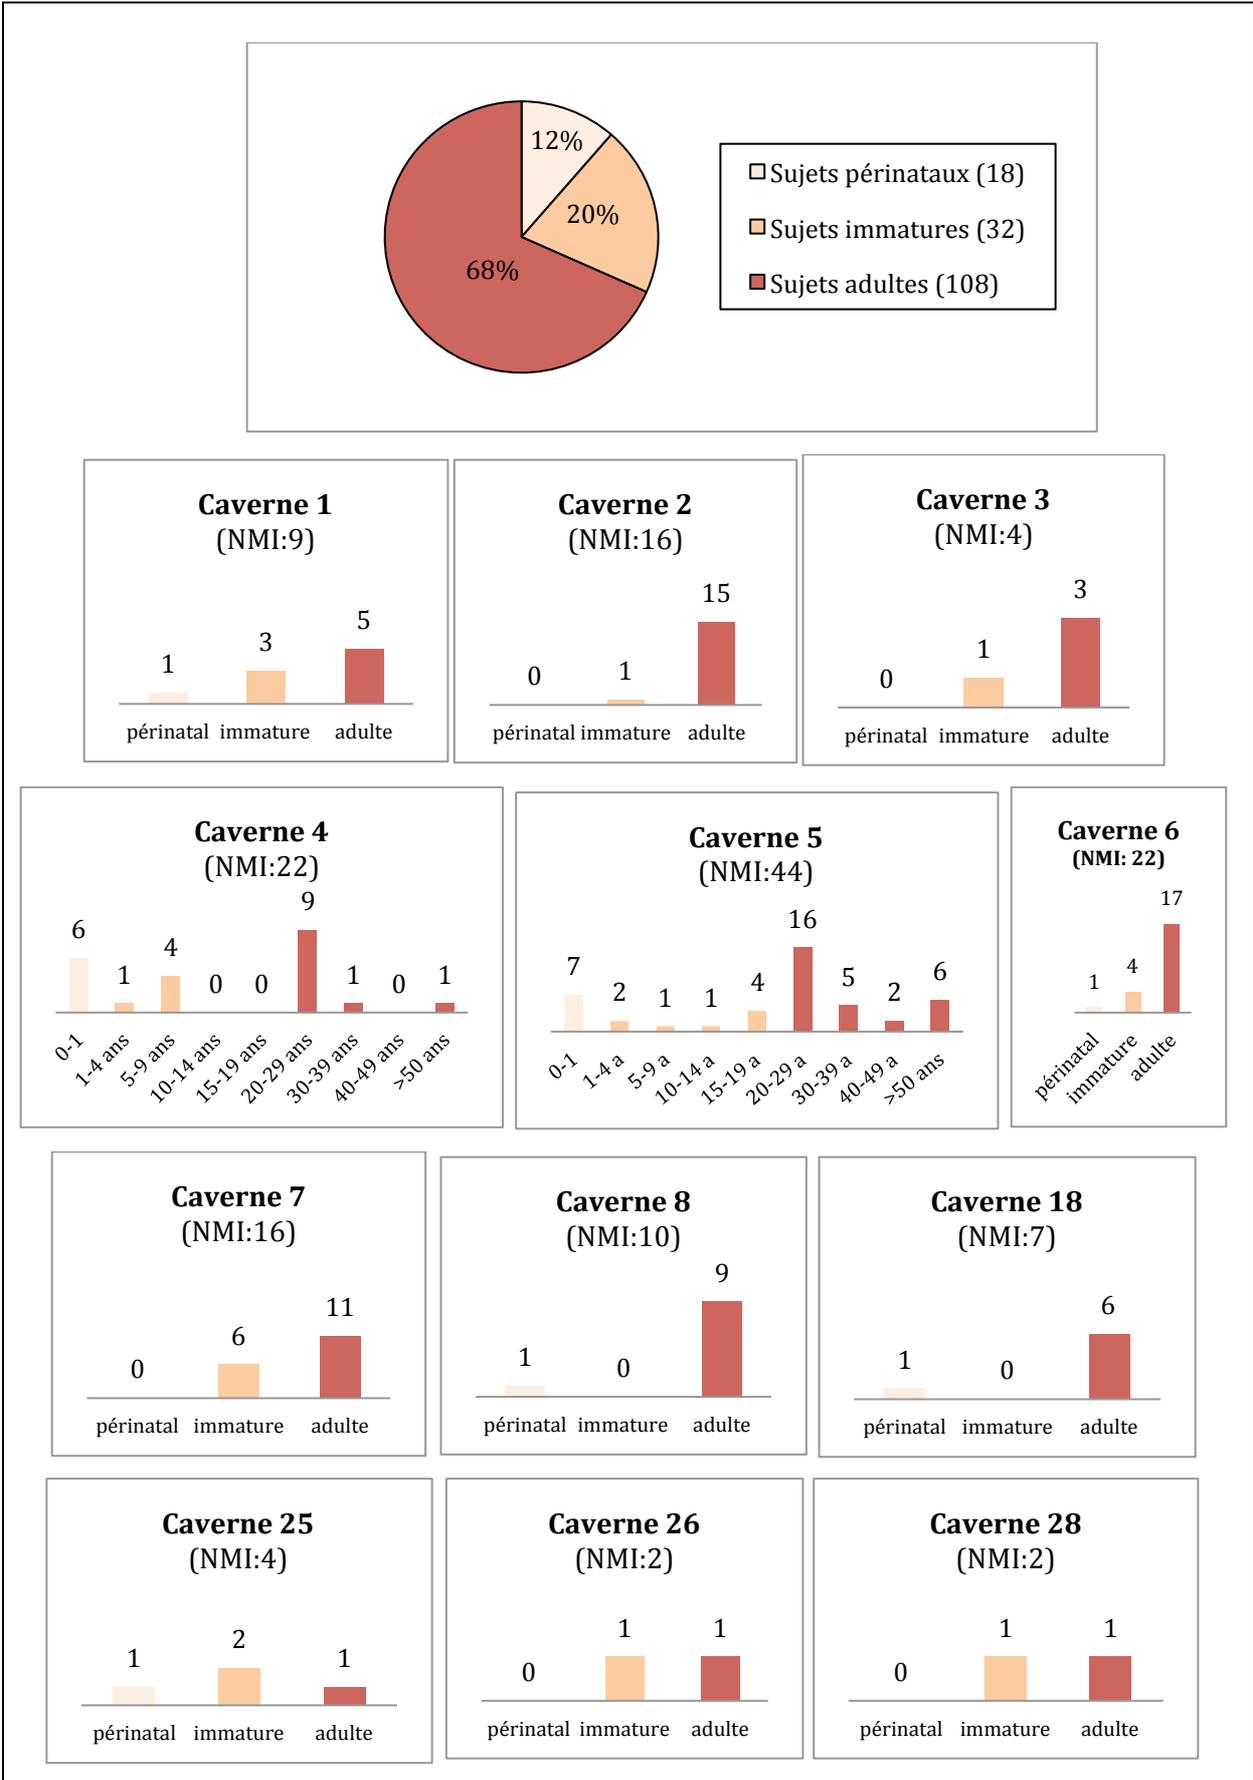 12%
20%
68%
Sujets périnataux (18)
Sujets immatures (32)
Sujets adultes (108)
Caverne 1
(NMI:9)
1
3
5
périnatal immature adulte
Caverne 2
(NMI:16)
0
1
15
périnatal immature adulte
Caverne 3
(NMI:4)
0
1
3
périnatal immature adulte
Caverne 4
(NMI:22)
6
1
4
0
0
9
1
0
1
0-1
1-4 ans
5-9 ans
10-14 ans
15-19 ans
20-29 ans
30-39 ans
40-49 ans
>50 ans
Caverne 5
(NMI:44)
7
2
1
1
4
16
5
2
6
0-1
1-4 a
5-9 a
10-14 a
15-19 a
20-29 a
30-39 a
40-49 a
>50 ans
Caverne 6
(NMI: 22)
1
4
17
périnatal
immature
adulte
Caverne 7
(NMI:16)
0
6
11
périnatal immature adulte
Caverne 8
(NMI:10)
1
0
9
périnatal immature adulte
Caverne 18
(NMI:7)
1
0
6
périnatal immature adulte
Caverne 25
(NMI:4)
1
2
1
périnatal immature adulte
Caverne 26
(NMI:2)
0
1
1
périnatal immature adulte
Caverne 28
(NMI:2)
0
1
1
périnatal immature adulte